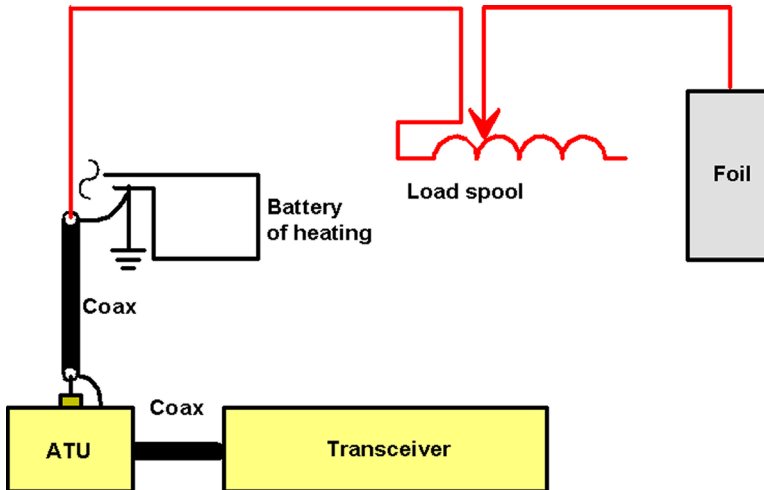 Load spool
Foil
Battery
of heating
Coax
Coax
ATU
Transceiver